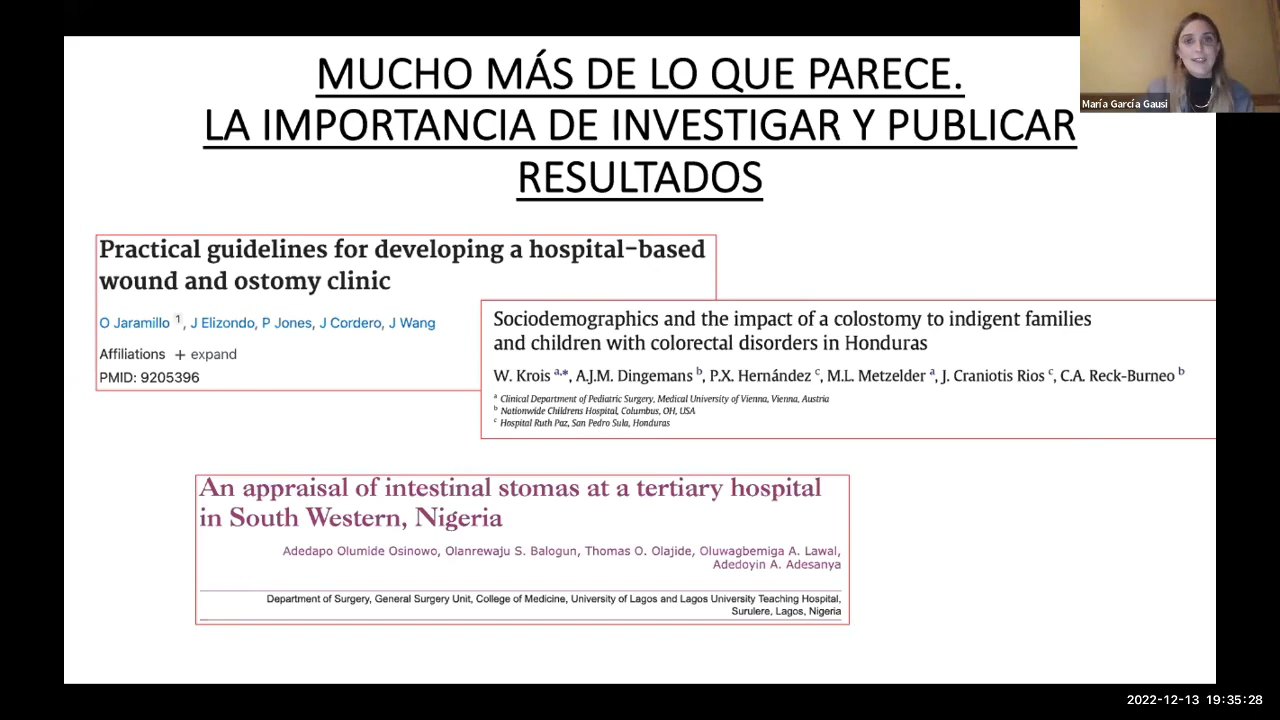 MUCHO MÁS DE LO QUE PARECE.
LA IMPORTANCIA DE INVESTIGAR Y PUBLICAR
RESULTADOS
María García Gausi
Practical guidelines for developing a hospital-based
wound and ostomy clinic
O Jaramillo 1, J Elizondo, P Jones, J Cordero, J Wang
Affiliations + expand
PMID: 9205396
Sociodemographics and the impact of a colostomy to indigent families
and children with colorectal disorders in Honduras
W. Krois a,*, A.J.M. Dingemans b, P.X. Hernández c, M.L. Metzelder a, J. Craniotis Rios c, C.A. Reck-Burneo b
a Clinical Department of Pediatric Surgery, Medical University of Vienna, Vienna, Austria
b Nationwide Childrens Hospital, Columbus, OH, USA
c Hospital Ruth Paz, San Pedro Sula, Honduras
An appraisal of intestinal stomas at a tertiary hospital
in South Western, Nigeria
Adedapo Olumide Osinowo, Olanrewaju S. Balogun, Thomas O. Olajide, Oluwagbemiga A. Lawal,
Adedoyin A. Adesanya
Department of Surgery, General Surgery Unit, College of Medicine, University of Lagos and Lagos University Teaching Hospital,
Surulere, Lagos, Nigeria
2022-12-13 19:35:28